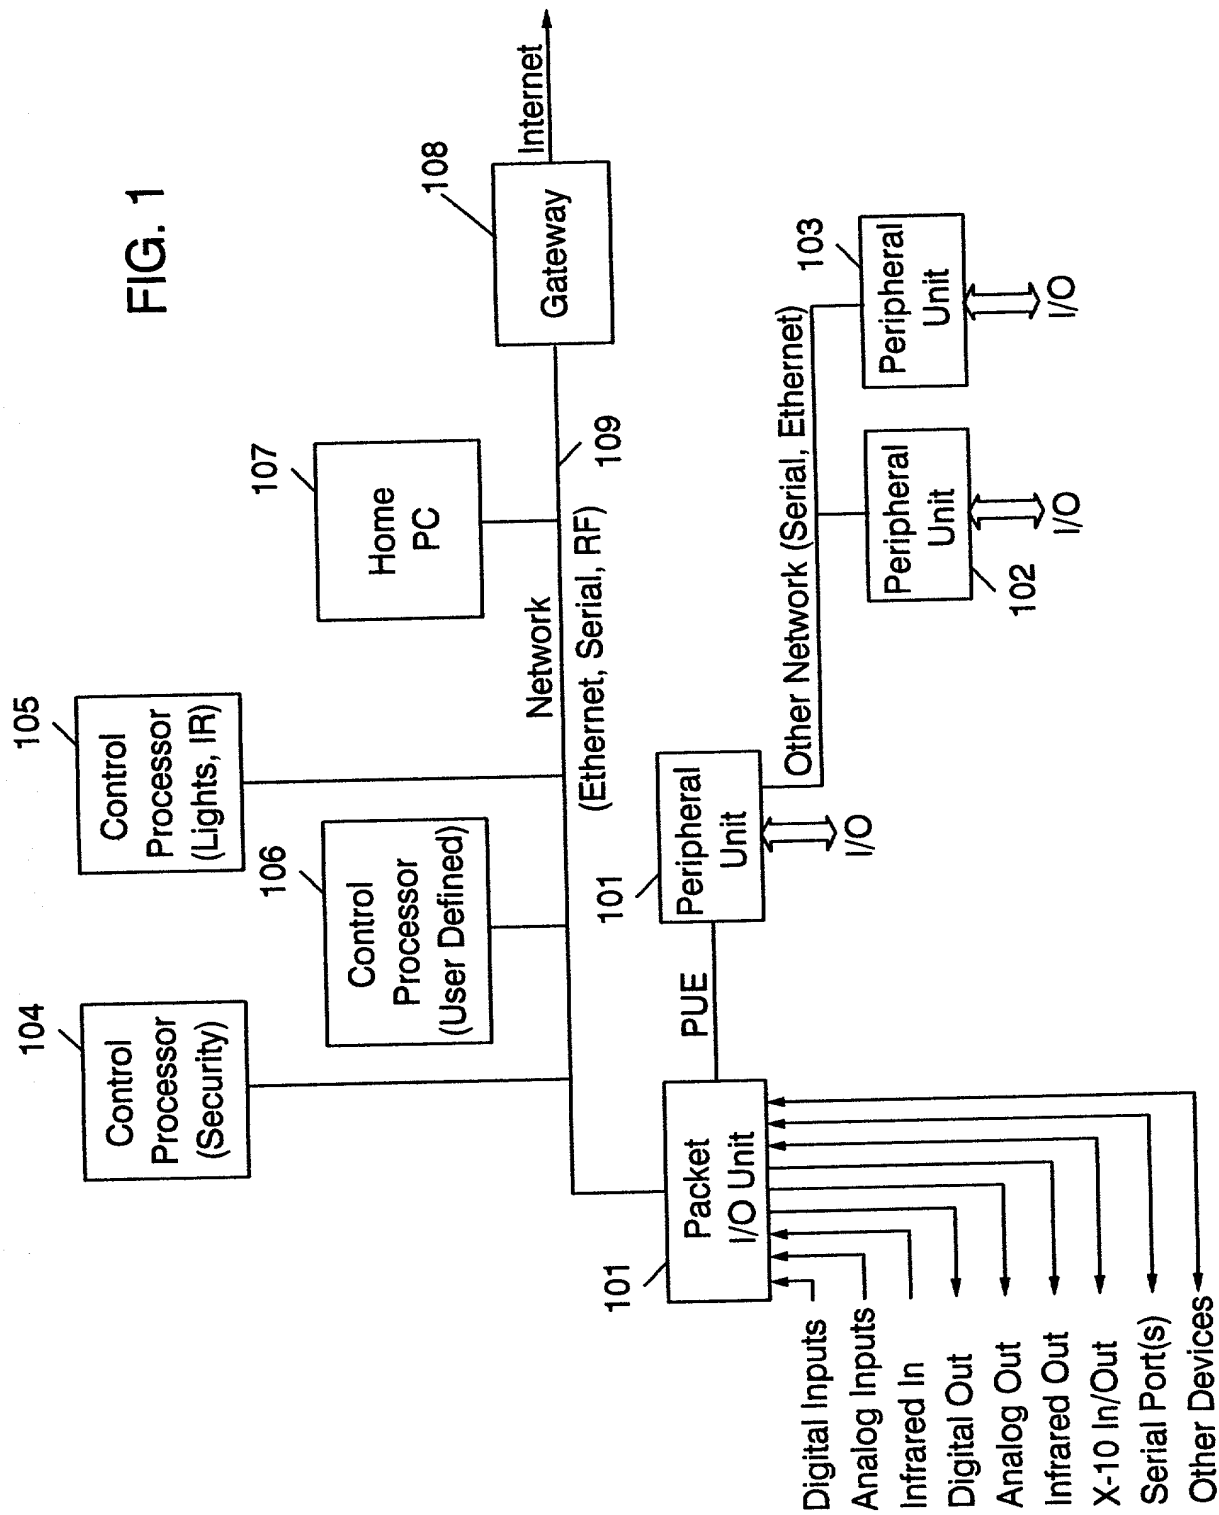 FIG. 1
104
Control
Processor
(Security)
105
Control
Processor
(Lights, IR)
106
Control
Processor
(User Defined)
107
Home
PC
108
Gateway
Internet
Network
(Ethernet, Serial, RF)
109
101
Packet
I/O Unit
PUE
101
Peripheral
Unit
I/O
Other Network (Serial, Ethernet)
102
Peripheral
Unit
I/O
103
Peripheral
Unit
I/O
Digital Inputs
Analog Inputs
Infrared In
Digital Out
Analog Out
Infrared Out
X-10 In/Out
Serial Port(s)
Other Devices